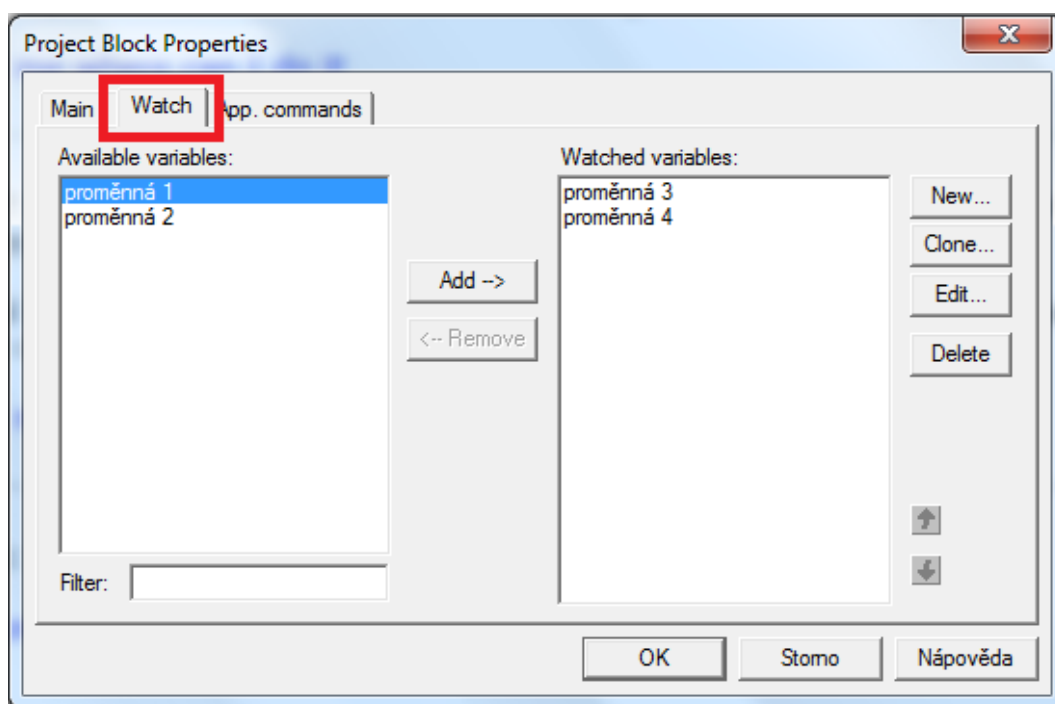 Project Block Properties
Main
Watch
App. commands
Available variables:
proměnná 1
proměnná 2
Add -->
<-- Remove
Filter:
Watched variables:
proměnná 3
proměnná 4
New...
Clone...
Edit...
Delete
OK
Storno
Nápověda